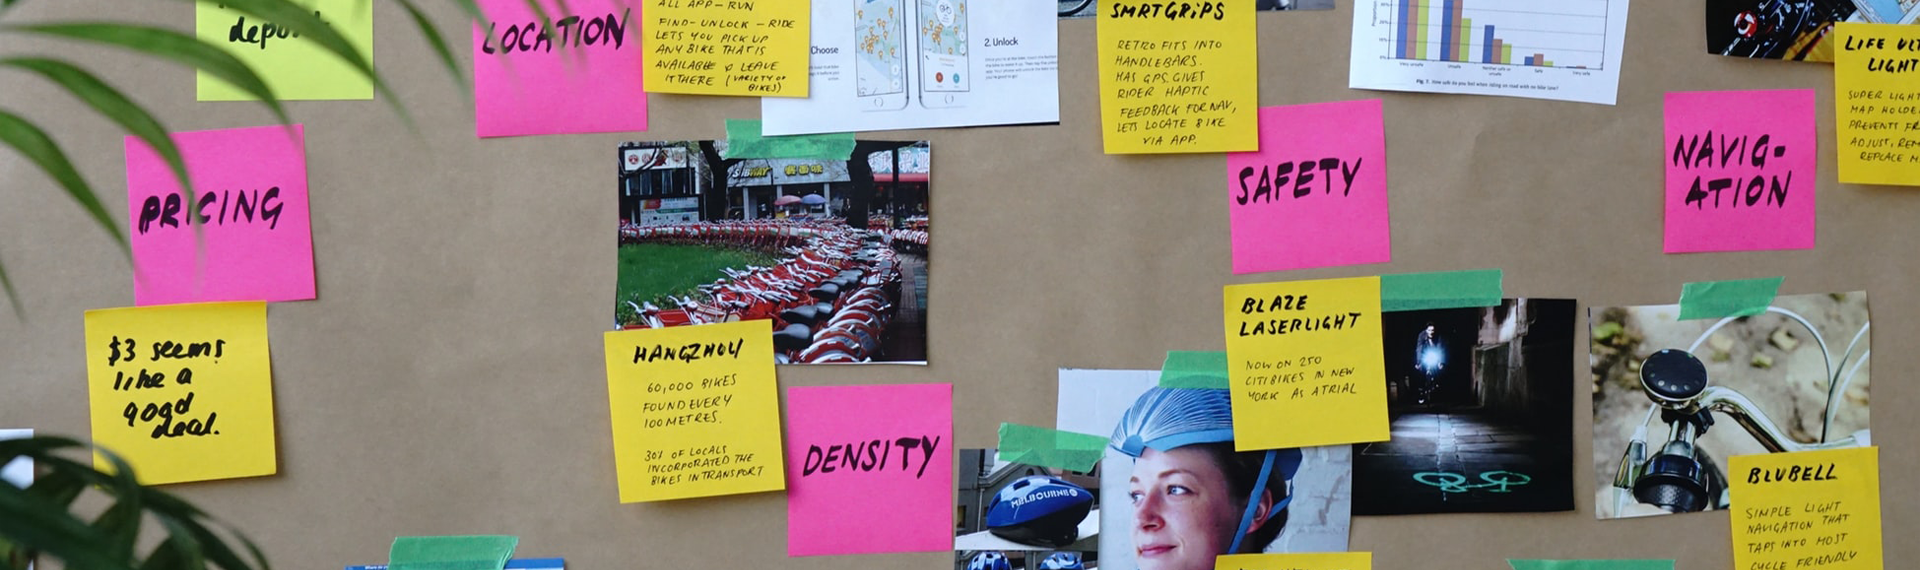 depos
LOCATION
ALL APP-RUN
FIND-UNLOCK-RIDE
LETS YOU PICK UP
ANY BIKE THAT IS
AVAILABLE & LEAVE
IT THERE (VARIETY OF
BIKES)
Choose
2. Unlock
SMRTGRiPS
RETRO FITS INTO
HANDLEBARS.
HAS GPS. GIVES
RIDER HAPTIC
FEEDBACK FOR NAV,
LETS LOCATE BIKE
VIA APP.
LIFE
LIGHT
SUPER LIGHT
MAP HOLDE
PREVENTS FR
ADJUST, REM
REPLACE M
PRICING
SUBWAY
SAFETY
NAVIG-
ATION
$3 seems
like a
good
deal.
HANGZHOU
60,000 BIKES
FOUND EVERY
100 METRES.
30% OF LOCALS
INCORPORATED THE
BIKES IN TRANSPORT
DENSITY
MELBOURNE
BLAZE
LASERLIGHT
NOW ON 250
CITIBIKES IN NEW
YORK AS A TRIAL
BLUBELL
SIMPLE LIGHT
NAVIGATION THAT
TAPS INTO MOST
CYCLE FRIENDLY